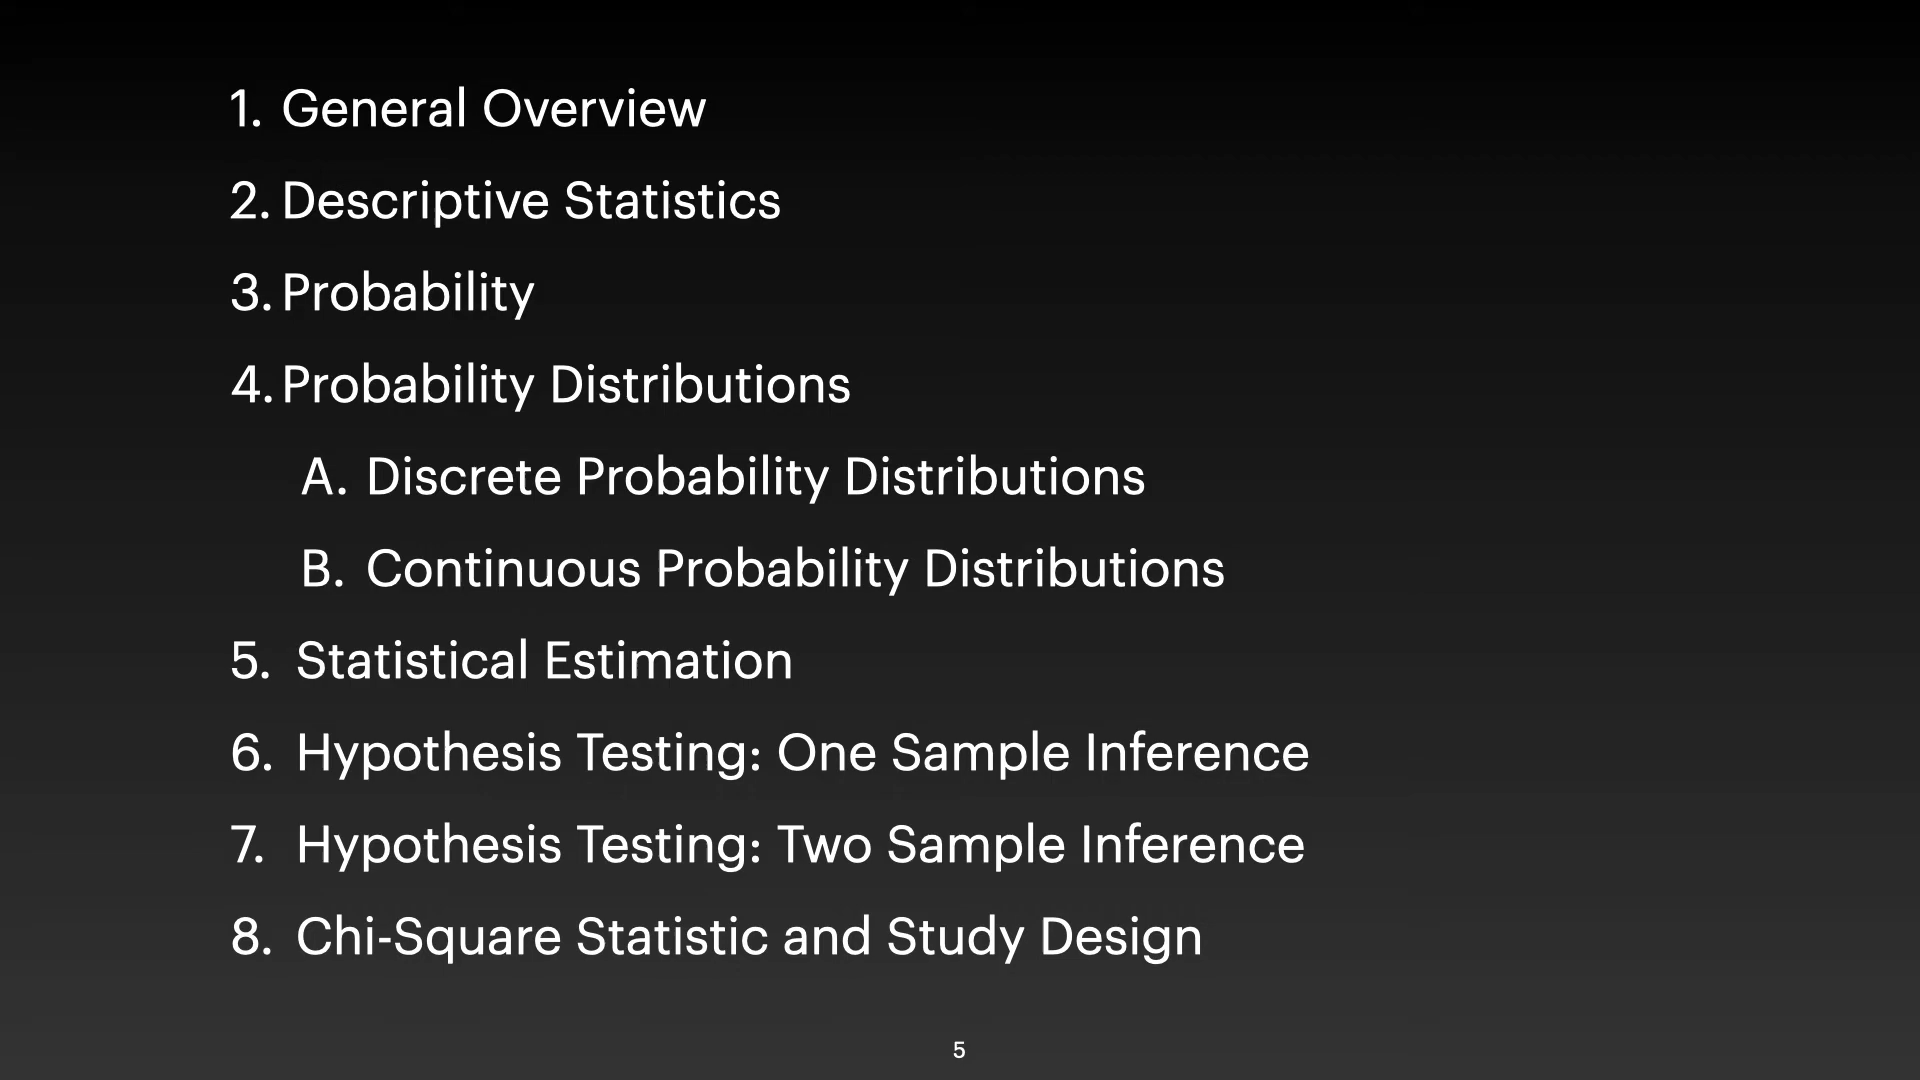 1. General Overview
2. Descriptive Statistics
3. Probability
4. Probability Distributions
A. Discrete Probability Distributions
B. Continuous Probability Distributions
5. Statistical Estimation
6. Hypothesis Testing: One Sample Inference
7. Hypothesis Testing: Two Sample Inference
8. Chi-Square Statistic and Study Design
5